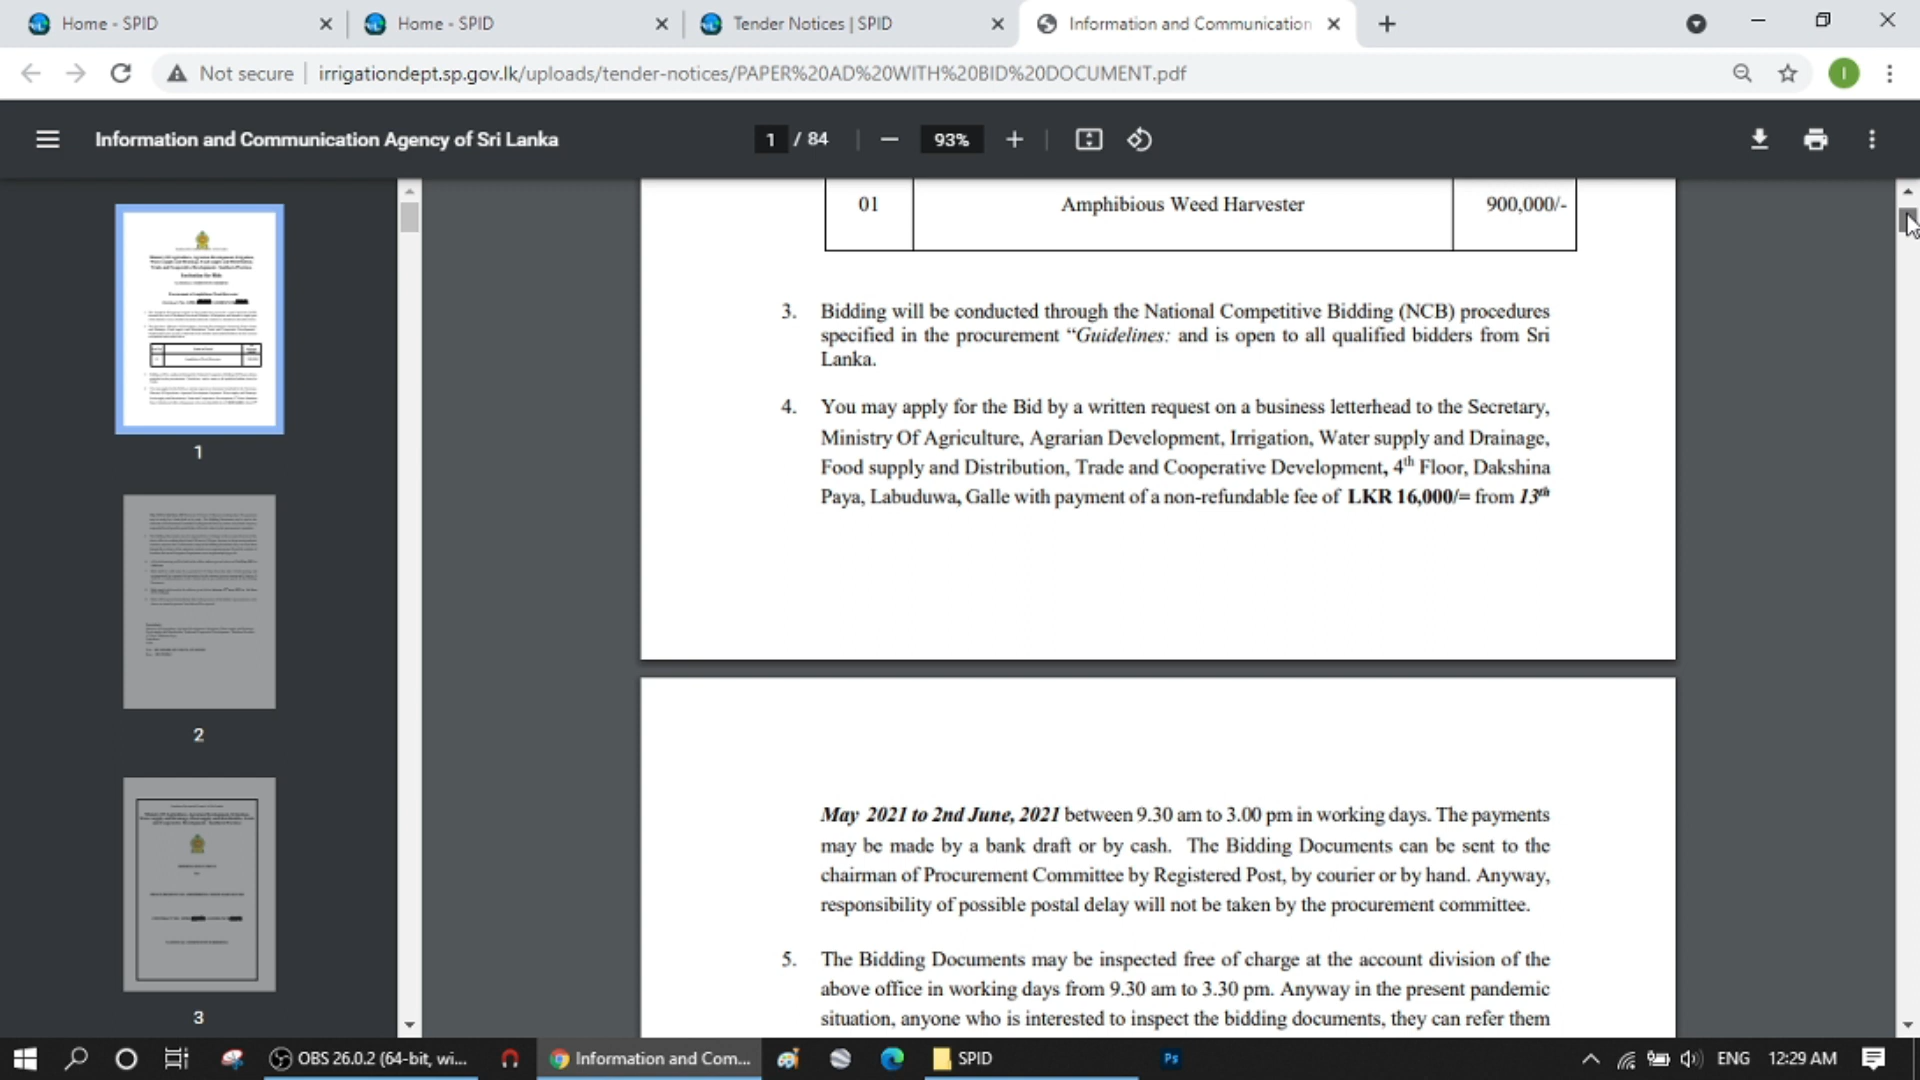 Home - SPID
Home - SPID
Tender Notices | SPID
Information and Communication
Not secure
irrigationdept.sp.gov.lk/uploads/tender-notices/PAPER%20AD%20WITH%20BID%20DOCUMENT.pdf
I
Information and Communication Agency of Sri Lanka
1 / 84
93%
01 Amphibious Weed Harvester 900,000/-
3. Bidding will be conducted through the National Competitive Bidding (NCB) procedures
specified in the procurement “Guidelines: and is open to all qualified bidders from Sri
Lanka.
4. You may apply for the Bid by a written request on a business letterhead to the Secretary,
Ministry Of Agriculture, Agrarian Development, Irrigation, Water supply and Drainage,
Food supply and Distribution, Trade and Cooperative Development, 4th Floor, Dakshina
Paya, Labuduwa, Galle with payment of a non-refundable fee of LKR 16,000/= from 13th
May 2021 to 2nd June, 2021 between 9.30 am to 3.00 pm in working days. The payments
may be made by a bank draft or by cash. The Bidding Documents can be sent to the
chairman of Procurement Committee by Registered Post, by courier or by hand. Anyway,
responsibility of possible postal delay will not be taken by the procurement committee.
5. The Bidding Documents may be inspected free of charge at the account division of the
above office in working days from 9.30 am to 3.30 pm. Anyway in the present pandemic
situation, anyone who is interested to inspect the bidding documents, they can refer them
1
2
3
OBS 26.0.2 (64-bit, wi...
Information and Com...
SPID
Ps
ENG
12:29 AM